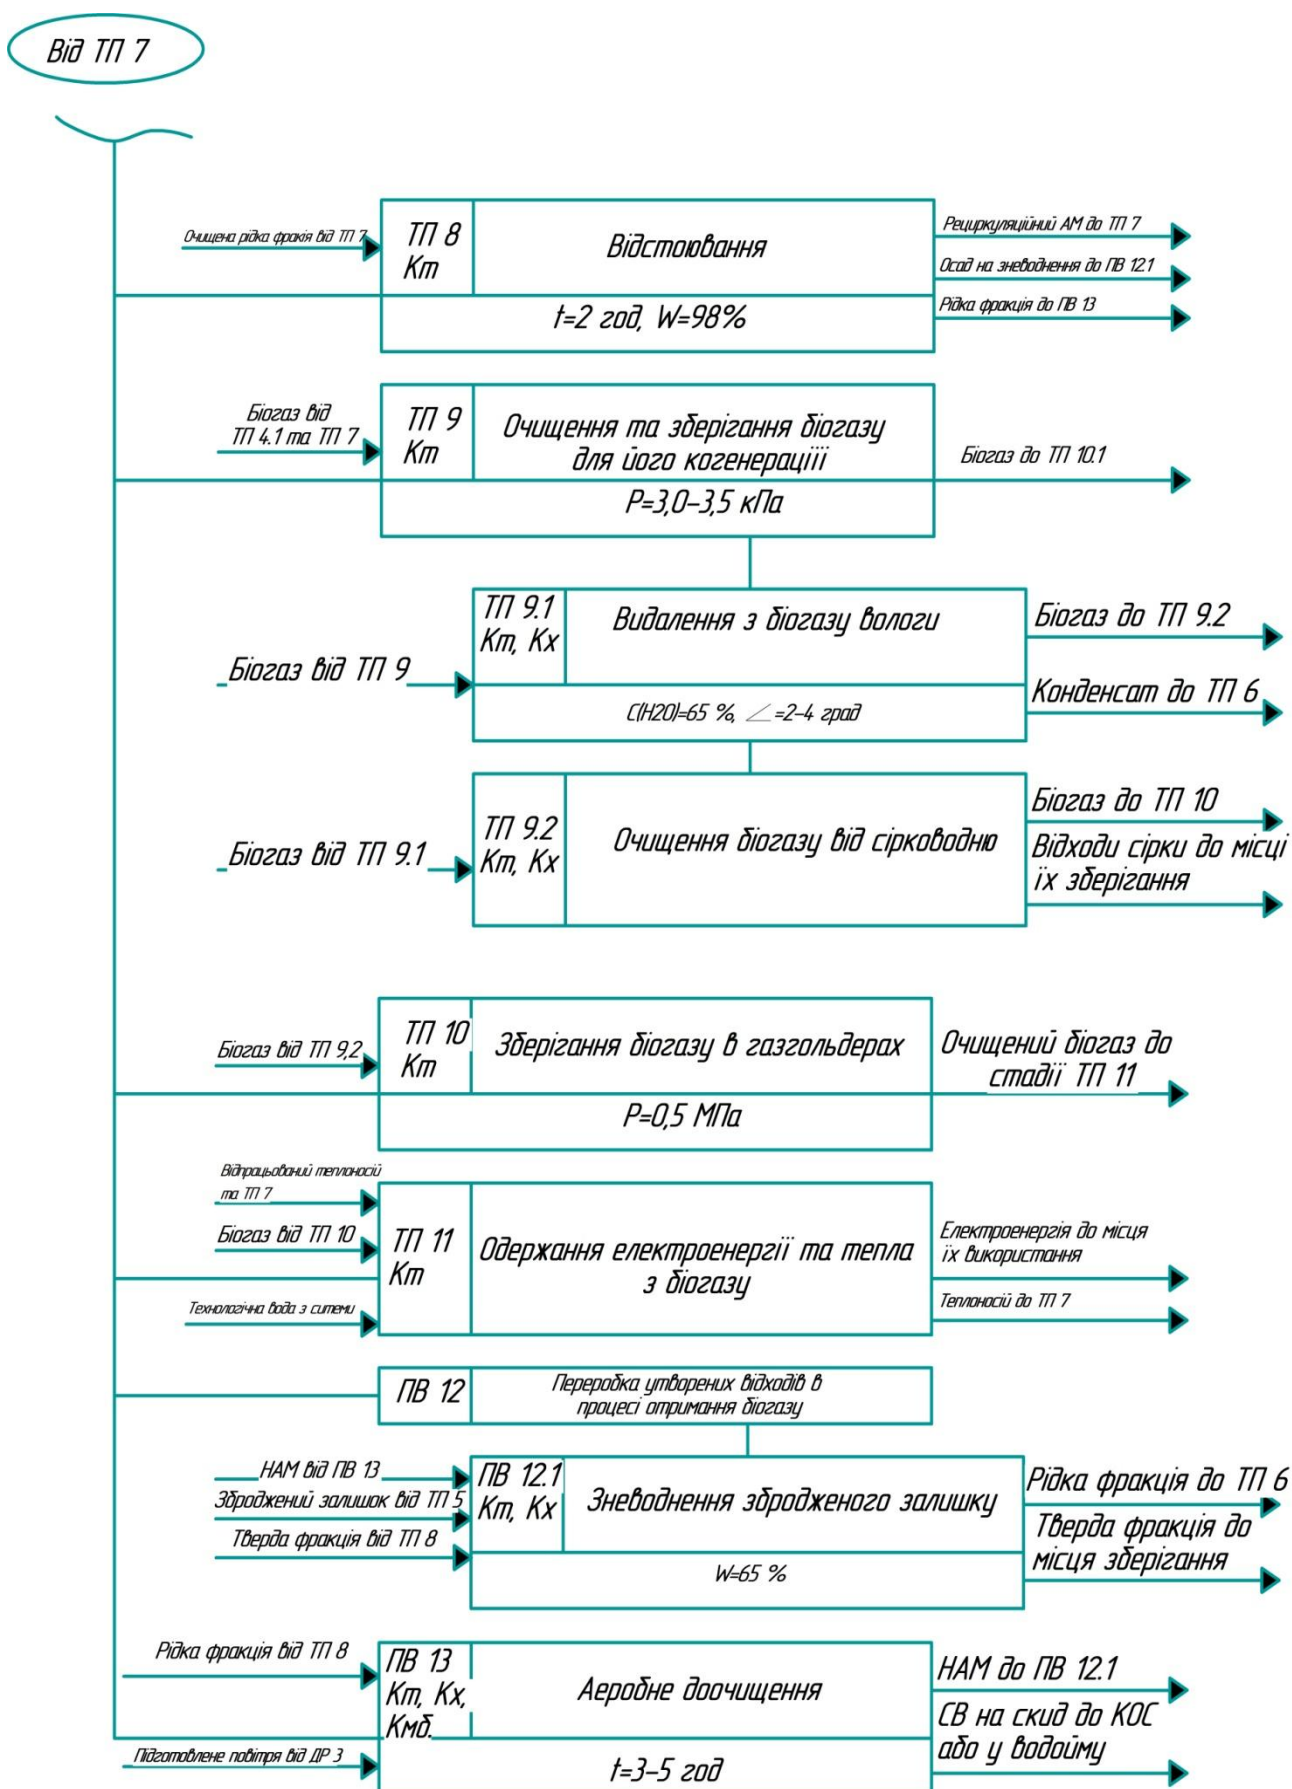 Від ТП 7
Очищена рідка фракія від ТП 7
ТП 8
Кт
Відстоювання
t=2 год, W=98%
Рециркуляційний АМ до ТП 7
Осад на зневоднення до ПВ 12.1
Рідка фракція до ПВ 13
Біогаз від
ТП 4.1 та ТП 7
ТП 9
Кт
Очищення та зберігання біогазу
для його когенераціїї
P=3,0–3,5 кПа
Біогаз до ТП 10.1
Біогаз від ТП 9
ТП 9.1
Кт, Кх
Видалення з біогазу вологи
C(H2O)=65 %, ∠=2–4 град
Біогаз до ТП 9.2
Конденсат до ТП 6
Біогаз від ТП 9.1
ТП 9.2
Кт, Кх
Очищення біогазу від сірководню
Біогаз до ТП 10
Відходи сірки до місці
їх зберігання
Біогаз від ТП 9,2
ТП 10
Кт
Зберігання біогазу в газгольдерах
P=0,5 МПа
Очищений біогаз до
стадії ТП 11
Відпрацьований теплоносій
та ТП 7
Біогаз від ТП 10
Технологічна вода з ситеми
ТП 11
Кт
Одержання електроенергії та тепла
з біогазу
Електроенергія до місця
їх використання
Теплоносій до ТП 7
ПВ 12
Переробка утворених відходів в
процесі отримання біогазу
НАМ від ПВ 13
Зброджений залишок від ТП 5
Тверда фракція від ТП 8
ПВ 12.1
Кт, Кх
Зневоднення збродженого залишку
W=65 %
Рідка фракція до ТП 6
Тверда фракція до
місця зберігання
Рідка фракція від ТП 8
Підготовлене повітря від ДР 3
ПВ 13
Кт, Кх,
Кмб.
Аеробне доочищення
t=3–5 год
НАМ до ПВ 12.1
СВ на скид до КОС
або у водойму